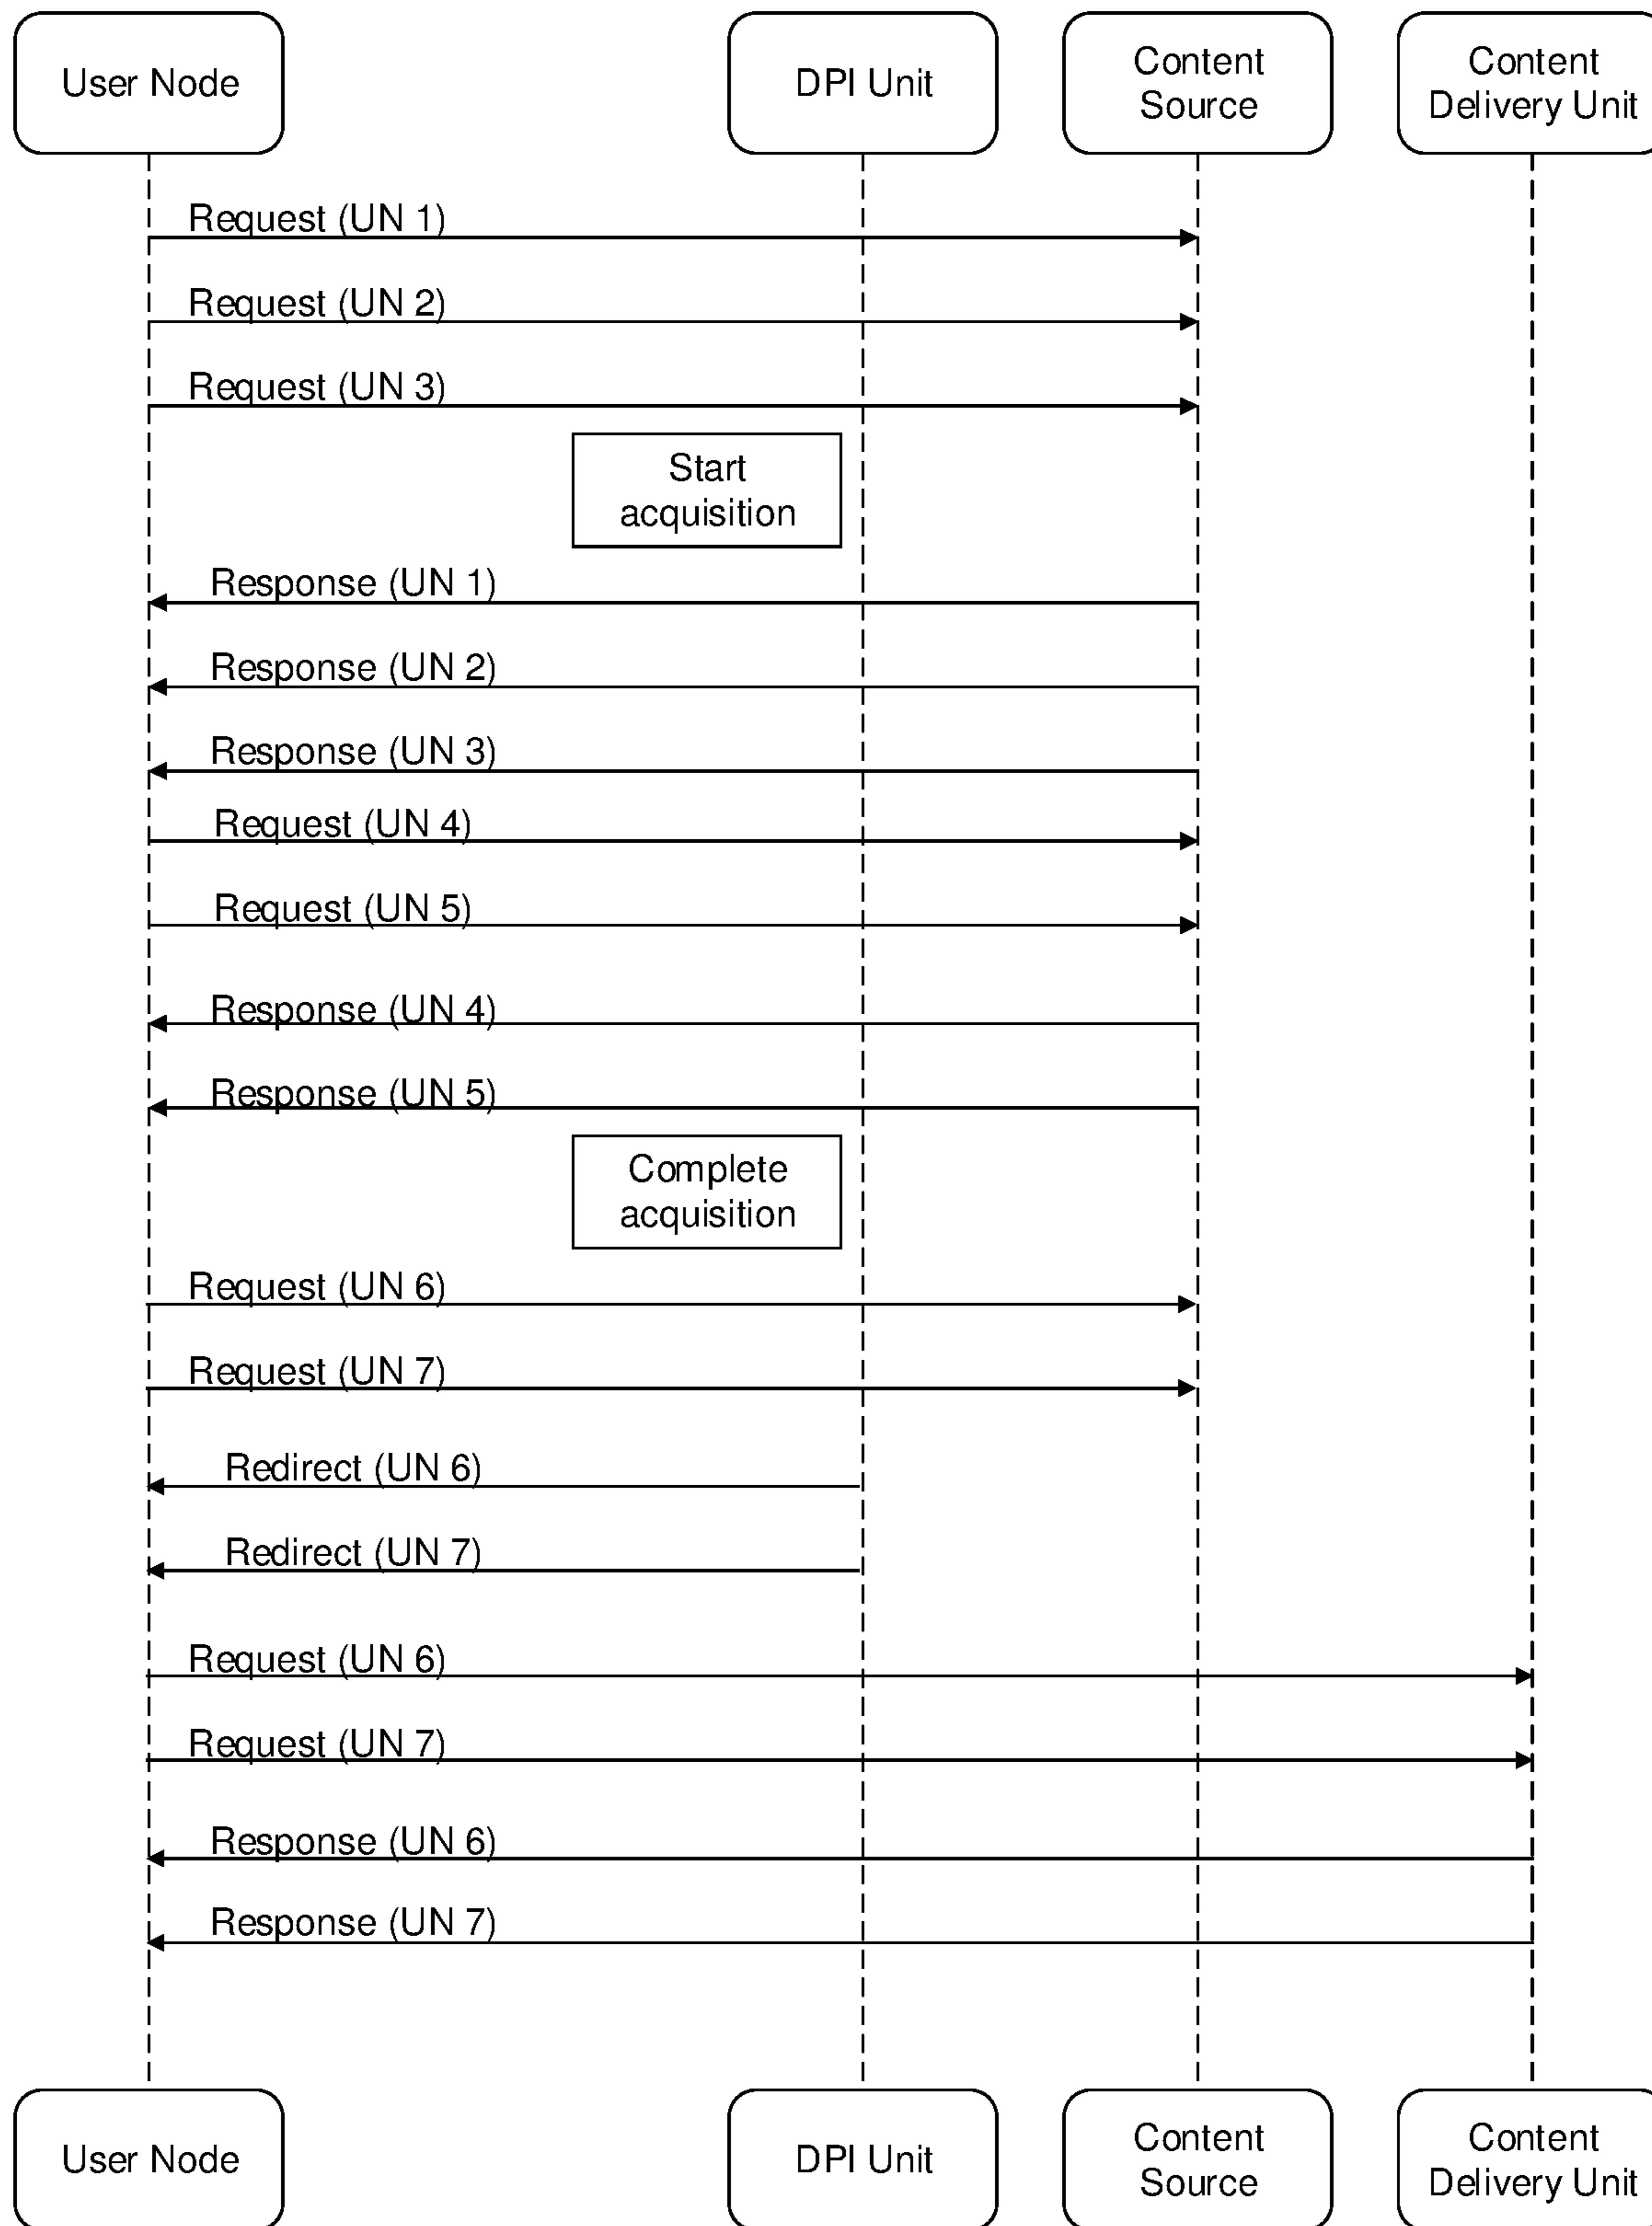 User Node
DPI Unit
Content
Source
Content
Delivery Unit
Request (UN 1)
Request (UN 2)
Request (UN 3)
Start
acquisition
Response (UN 1)
Response (UN 2)
Response (UN 3)
Request (UN 4)
Request (UN 5)
Response (UN 4)
Response (UN 5)
Complete
acquisition
Request (UN 6)
Request (UN 7)
Redirect (UN 6)
Redirect (UN 7)
Request (UN 6)
Request (UN 7)
Response (UN 6)
Response (UN 7)
User Node
DPI Unit
Content
Source
Content
Delivery Unit